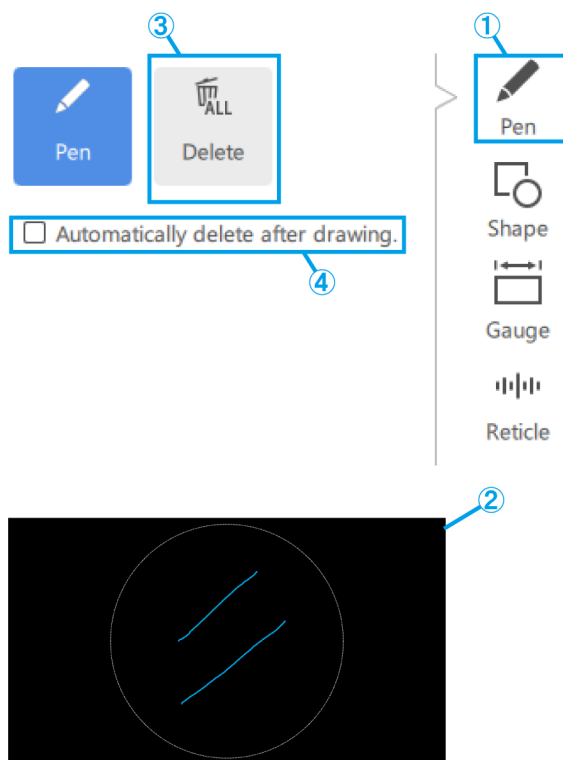 ③
①
ALL
Pen
Delete
Pen
Shape
Automatically delete after drawing.
④
Gauge
Reticle
②